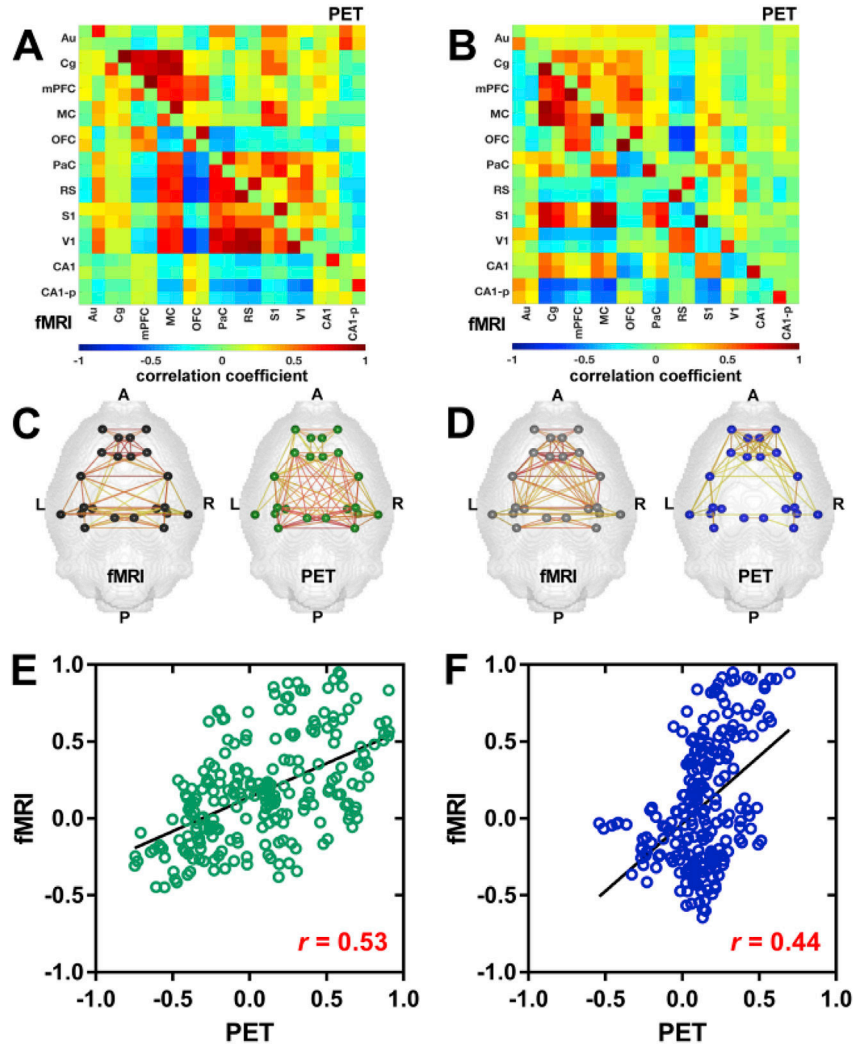 A
PET
Au
Cg
mPFC
MC
OFC
PaC
RS
S1
V1
CA1
CA1-p
fMRI
Au
Cg
mPFC
MC
OFC
PaC
RS
S1
V1
CA1
CA1-p
-1 -0.5 0 0.5 1
correlation coefficient
B
PET
Au
Cg
mPFC
MC
OFC
PaC
RS
S1
V1
CA1
CA1-p
fMRI
Au
Cg
mPFC
MC
OFC
PaC
RS
S1
V1
CA1
CA1-p
-1 -0.5 0 0.5 1
correlation coefficient
C
A A
L R
fMRI PET
P
D
A A
L R
fMRI PET
P
E
1.0
0.5
0.0
-0.5
-1.0
fMRI
r = 0.53
-1.0 -0.5 0.0 0.5 1.0
PET
F
1.0
0.5
0.0
-0.5
-1.0
fMRI
r = 0.44
-1.0 -0.5 0.0 0.5 1.0
PET